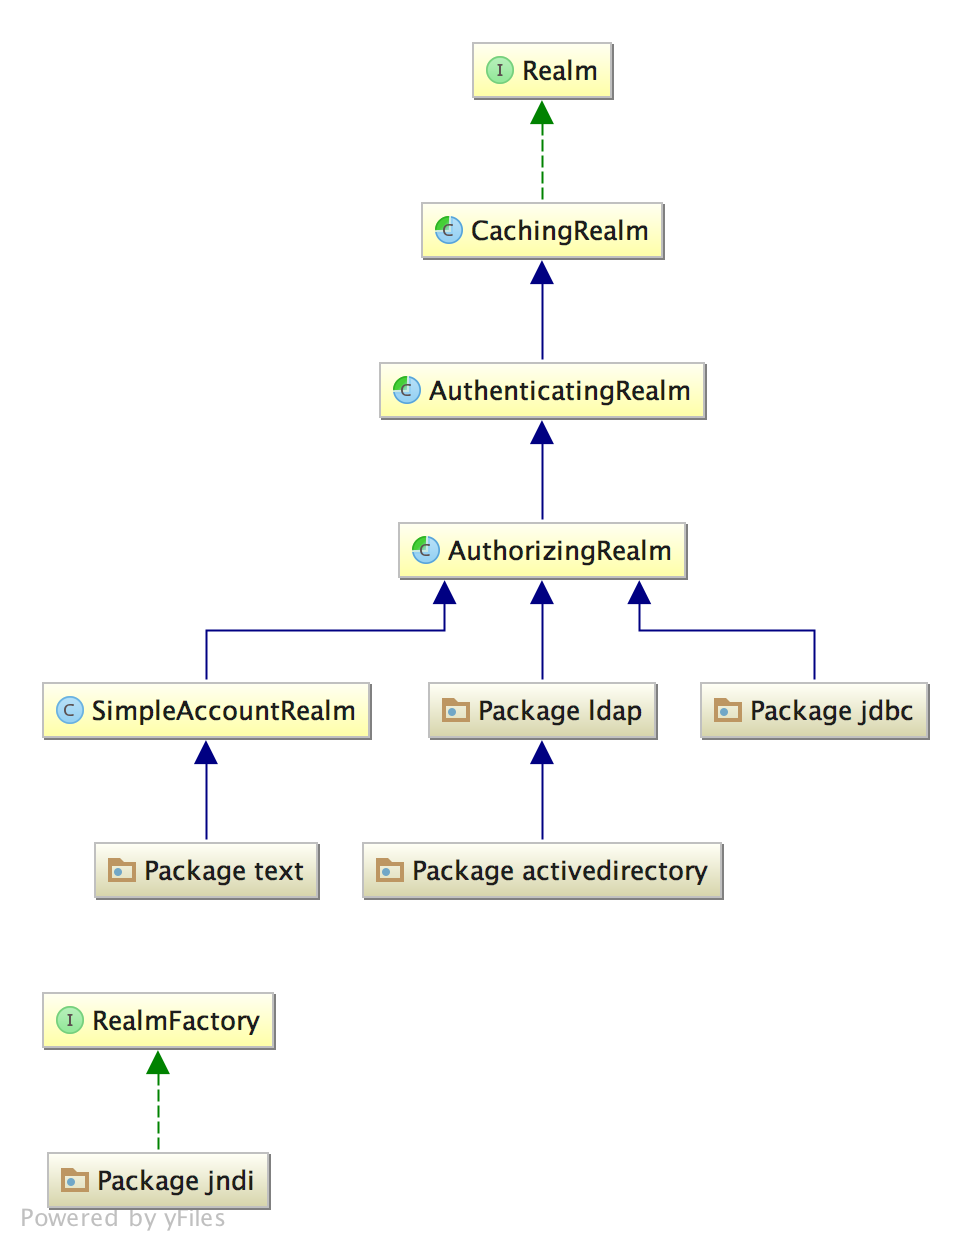 I Realm
C CachingRealm
C AuthenticatingRealm
C AuthorizingRealm
C SimpleAccountRealm
Package ldap
Package jdbc
Package text
Package activedirectory
I RealmFactory
Package jndi
Powered by yFiles